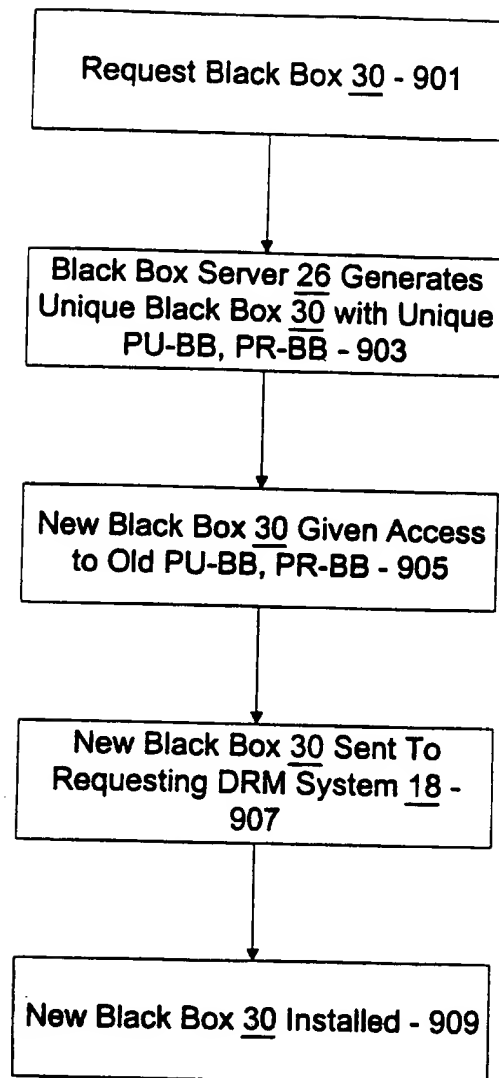 Request Black Box 30 - 901
Black Box Server 26 Generates
Unique Black Box 30 with Unique
PU-BB, PR-BB - 903
New Black Box 30 Given Access
to Old PU-BB, PR-BB - 905
New Black Box 30 Sent To
Requesting DRM System 18 -
907
New Black Box 30 Installed - 909